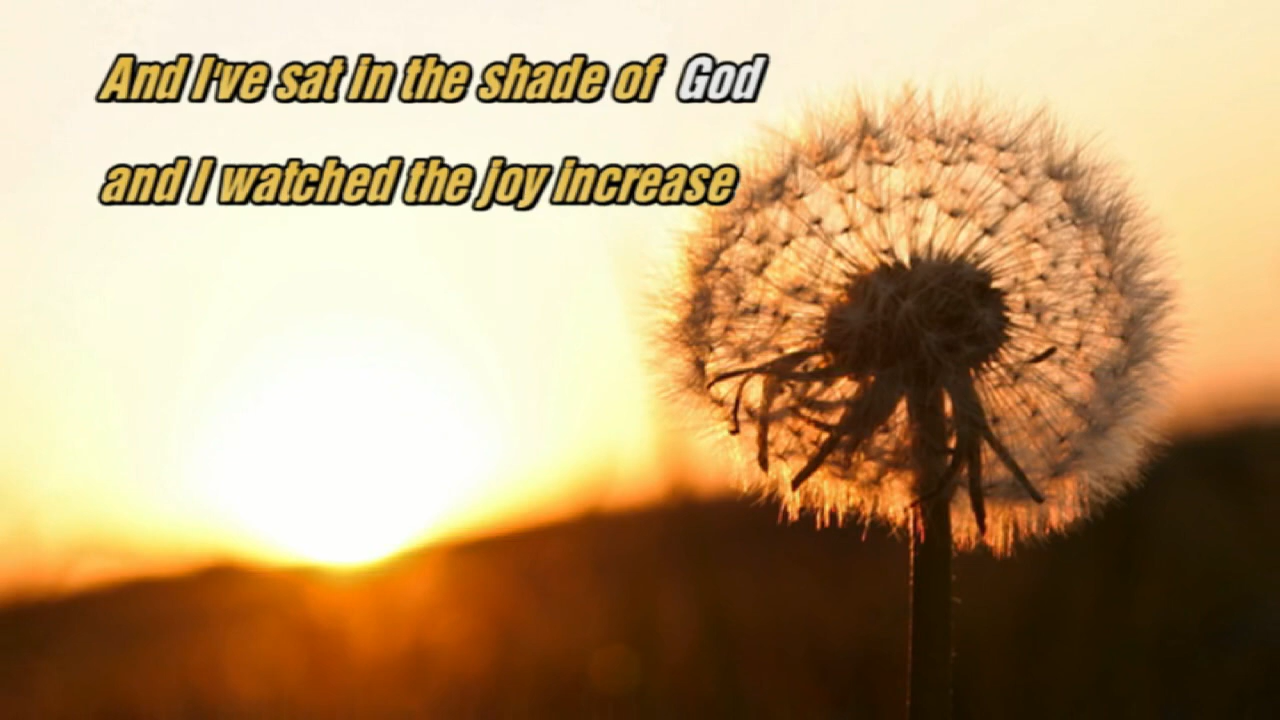 And I've sat in the shade of God
and I watched the joy increase